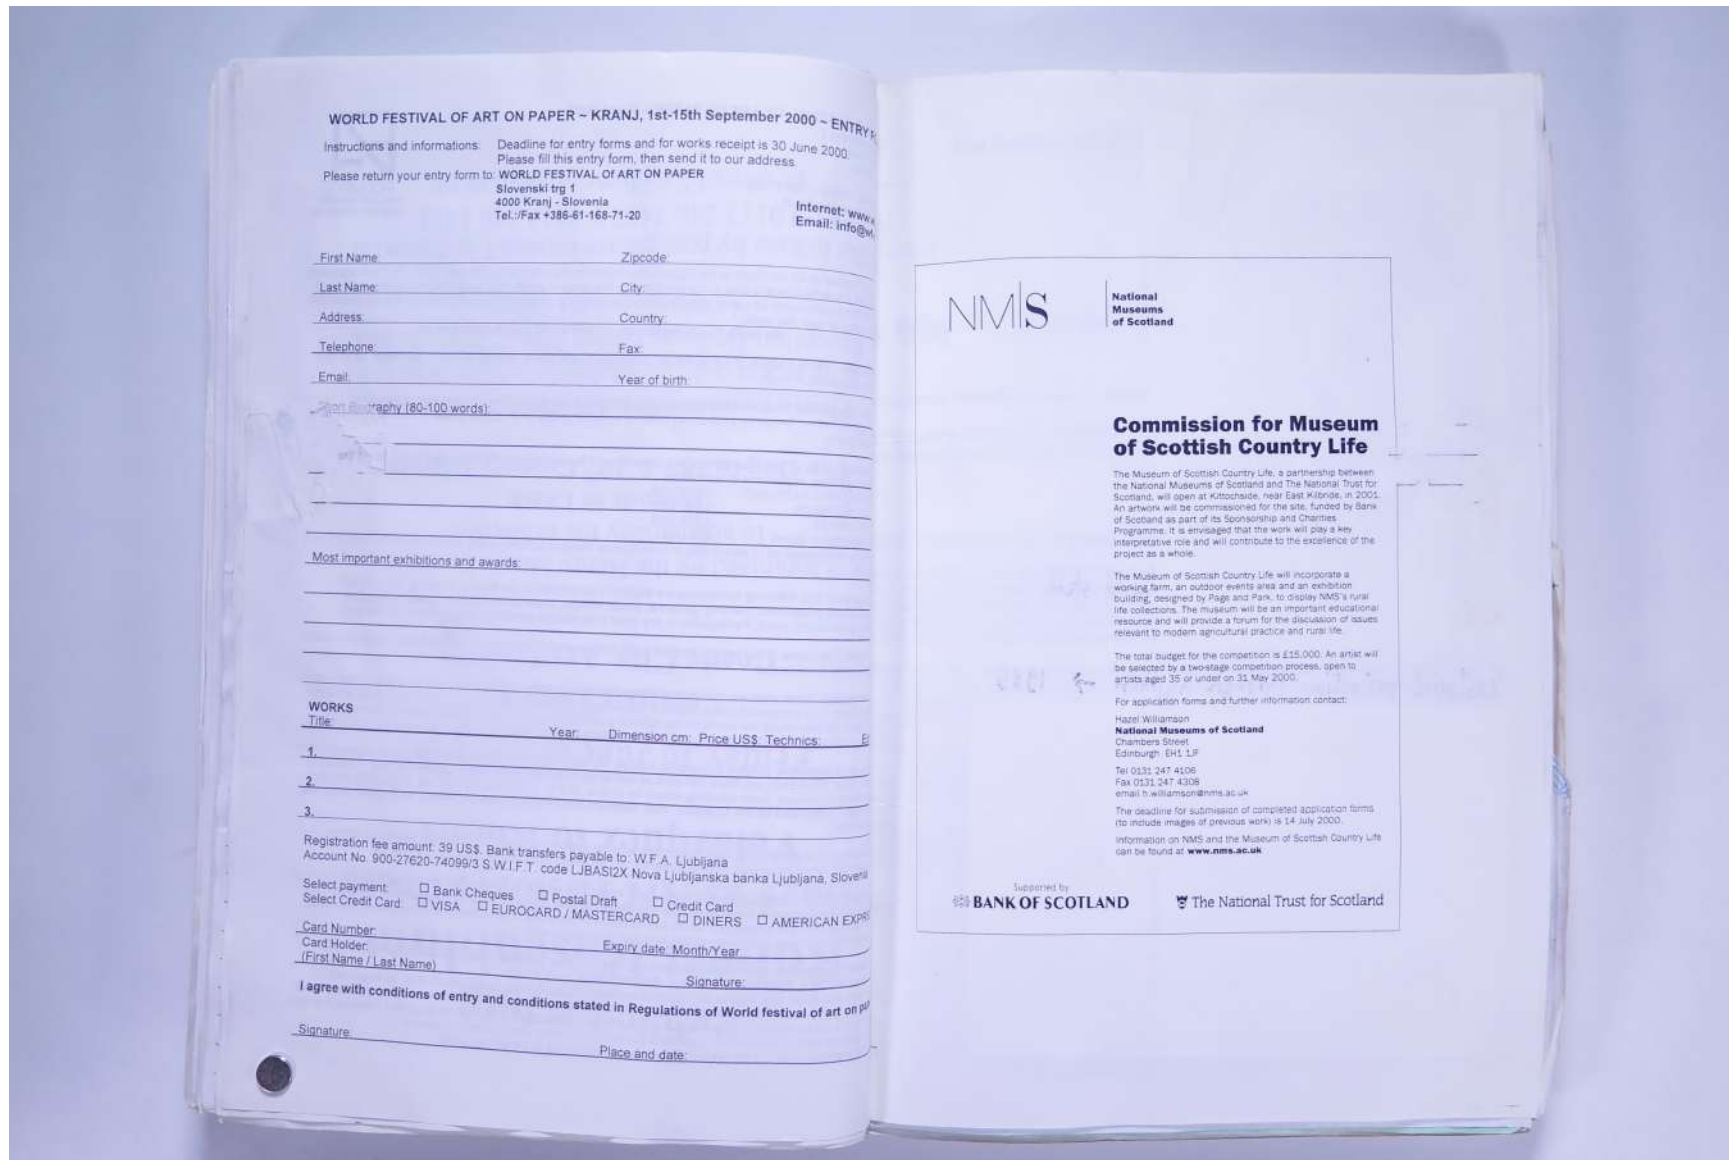 WORLD FESTIVAL OF ART ON PAPER ~ KRANJ, 1st-15th September 2000 ~ ENTRY
Instructions and informations: Deadline for entry forms and for works receipt is 30 June 2000.
Please fill this entry form, then send it to our address.
Please return your entry form to: WORLD FESTIVAL Of ART ON PAPER
Slovenski trg 1
4000 Kranj - Slovenia
Tel.:/Fax +386-61-168-71-20
Internet: www.
Email: info@
First Name: Zipcode:
Last Name: City:
Address: Country:
Telephone: Fax:
Email: Year of birth:
Short Biography (80-100 words):
Most important exhibitions and awards:
WORKS
Title: Year: Dimension cm: Price US$: Technics:
1.
2.
3.
Registration fee amount: 39 US$. Bank transfers payable to: W.F.A. Ljubljana
Account No. 900-27620-74099/3 S.W.I.F.T. code LJBASI2X Nova Ljubljanska banka Ljubljana, Slovenia
Select payment: Bank Cheques Postal Draft Credit Card
Select Credit Card: VISA EUROCARD / MASTERCARD DINERS AMERICAN EXPR
Card Number: Expiry date: Month/Year
Card Holder:
(First Name / Last Name) Signature:
I agree with conditions of entry and conditions stated in Regulations of World festival of art on
Signature: Place and date:
NMS
National
Museums
of Scotland
Commission for Museum
of Scottish Country Life
The Museum of Scottish Country Life, a partnership between
the National Museums of Scotland and The National Trust for
Scotland, will open at Kittochside, near East Kilbride, in 2001.
An artwork will be commissioned for the site, funded by Bank
of Scotland as part of its Sponsorship and Charities
Programme. It is envisaged that the work will play a key
interpretative role and will contribute to the excellence of the
project as a whole.
The Museum of Scottish Country Life will incorporate a
working farm, an outdoor events area and an exhibition
building, designed by Page and Park, to display NMS's rural
life collections. The museum will be an important educational
resource and will provide a forum for the discussion of issues
relevant to modern agricultural practice and rural life.
The total budget for the competition is £15,000. An artist will
be selected by a two-stage competition process, open to
artists aged 35 or under on 31 May 2000.
For application forms and further information contact:
Hazel Williamson
National Museums of Scotland
Chambers Street
Edinburgh EH1 1JF
Tel 0131 247 4106
Fax 0131 247 4308
email h.williamson@nms.ac.uk
The deadline for submission of completed application forms
(to include images of previous work) is 14 July 2000.
Information on NMS and the Museum of Scottish Country Life
can be found at www.nms.ac.uk
Supported by
BANK OF SCOTLAND The National Trust for Scotland